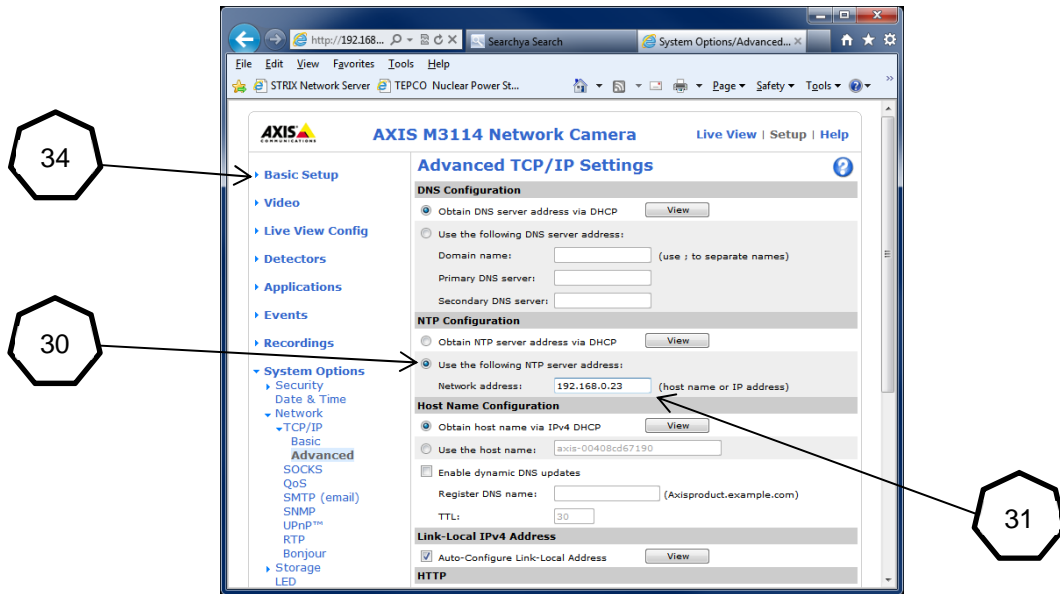 http://192.168...
Searchya Search
System Options/Advanced...
File Edit View Favorites Tools Help
STRIX Network Server
TEPCO Nuclear Power St...
Page Safety Tools
AXIS
COMMUNICATIONS
AXIS M3114 Network Camera
Live View | Setup | Help
34
Basic Setup
Video
Live View Config
Detectors
Applications
Events
30
Recordings
System Options
Security
Date & Time
Network
TCP/IP
Basic
Advanced
SOCKS
QoS
SMTP (email)
SNMP
UPnP™
RTP
Bonjour
Storage
LED
Advanced TCP/IP Settings
DNS Configuration
Obtain DNS server address via DHCP View
Use the following DNS server address:
Domain name: (use ; to separate names)
Primary DNS server:
Secondary DNS server:
NTP Configuration
Obtain NTP server address via DHCP View
Use the following NTP server address:
Network address: 192.168.0.23 (host name or IP address)
Host Name Configuration
Obtain host name via IPv4 DHCP View
Use the host name: axis-00408cd67190
Enable dynamic DNS updates
Register DNS name: (Axisproduct.example.com)
TTL: 30
Link-Local IPv4 Address
Auto-Configure Link-Local Address View
HTTP
31